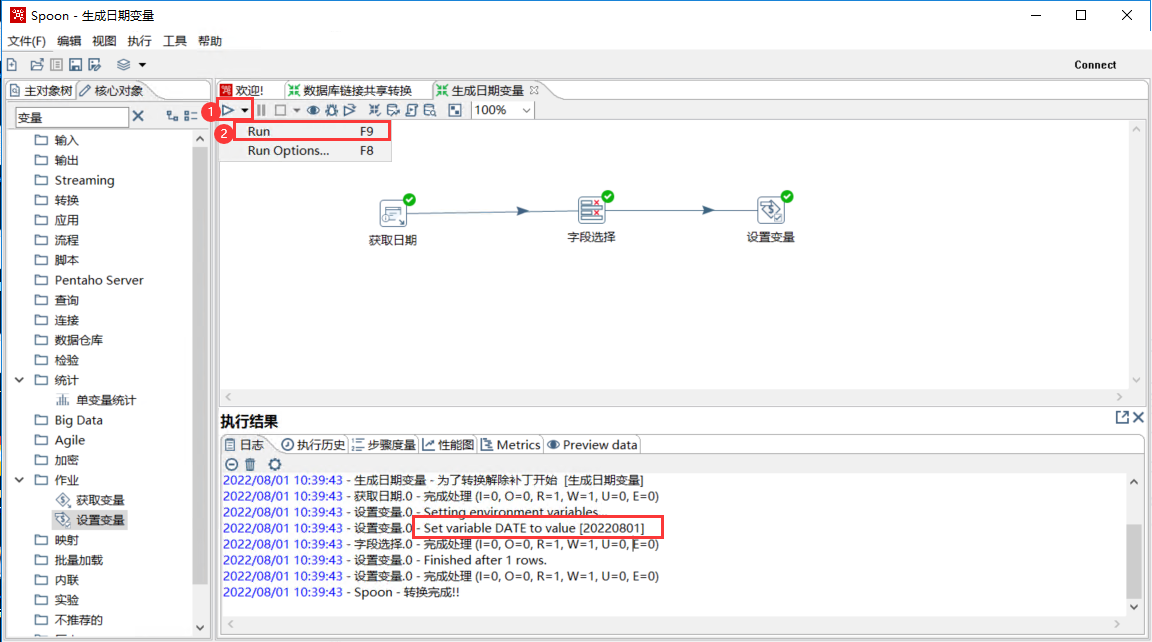 Spoon - 生成日期变量
文件(F) 编辑 视图 执行 工具 帮助
Connect
主对象树 核心对象
欢迎! 数据库链接共享转换 生成日期变量
变量
1
100%
2 Run F9
Run Options... F8
输入
输出
Streaming
转换
应用
流程
脚本
Pentaho Server
查询
连接
数据仓库
检验
统计
单变量统计
Big Data
Agile
加密
作业
获取变量
设置变量
映射
批量加载
内联
实验
不推荐的
获取日期 字段选择 设置变量
执行结果
日志 执行历史 步骤度量 性能图 Metrics Preview data
2022/08/01 10:39:43 - 生成日期变量 - 为了转换解除补丁开始 [生成日期变量]
2022/08/01 10:39:43 - 获取日期.0 - 完成处理 (I=0, O=0, R=1, W=1, U=0, E=0)
2022/08/01 10:39:43 - 设置变量.0 - Setting environment variables...
2022/08/01 10:39:43 - 设置变量.0 - Set variable DATE to value [20220801]
2022/08/01 10:39:43 - 字段选择.0 - 完成处理 (I=0, O=0, R=1, W=1, U=0, E=0)
2022/08/01 10:39:43 - 设置变量.0 - Finished after 1 rows.
2022/08/01 10:39:43 - 设置变量.0 - 完成处理 (I=0, O=0, R=1, W=1, U=0, E=0)
2022/08/01 10:39:43 - Spoon - 转换完成!!